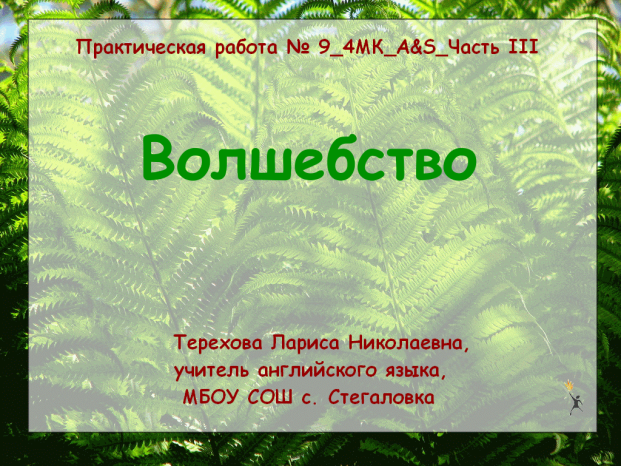 Практическая работа № 9_4МК_A&S_Часть III
Волшебство
Терехова Лариса Николаевна,
учитель английского языка,
МБОУ СОШ с. Стегаловка